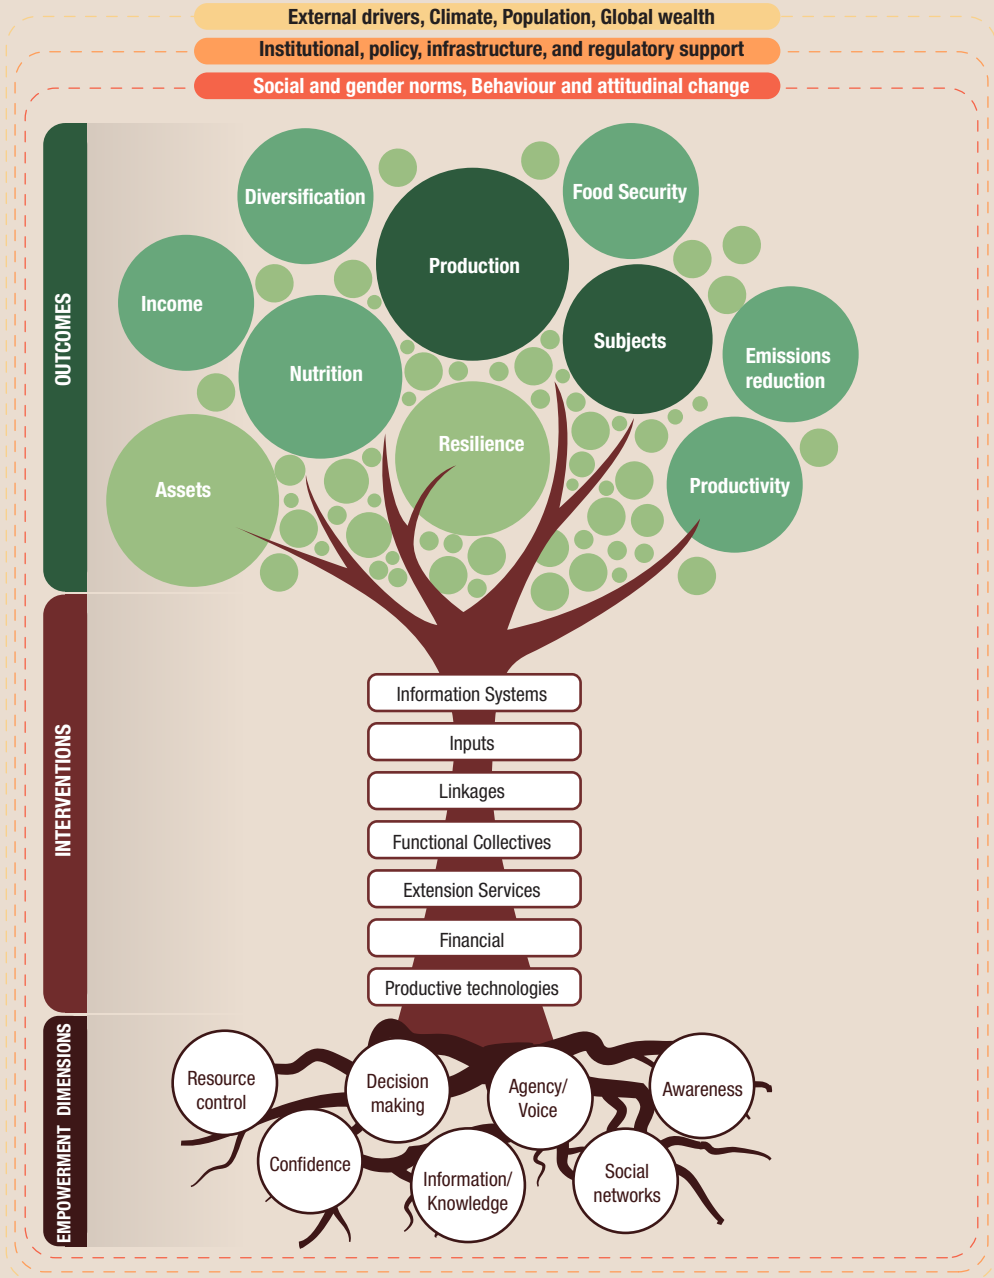 External drivers, Climate, Population, Global wealth
Institutional, policy, infrastructure, and regulatory support
Social and gender norms, Behaviour and attitudinal change
OUTCOMES
Diversification
Food Security
Production
Income
Subjects
Emissions
reduction
Nutrition
Resilience
Assets
Productivity
INTERVENTIONS
Information Systems
Inputs
Linkages
Functional Collectives
Extension Services
Financial
Productive technologies
EMPOWERMENT DIMENSIONS
Resource
control
Decision
making
Agency/
Voice
Awareness
Confidence
Information/
Knowledge
Social
networks